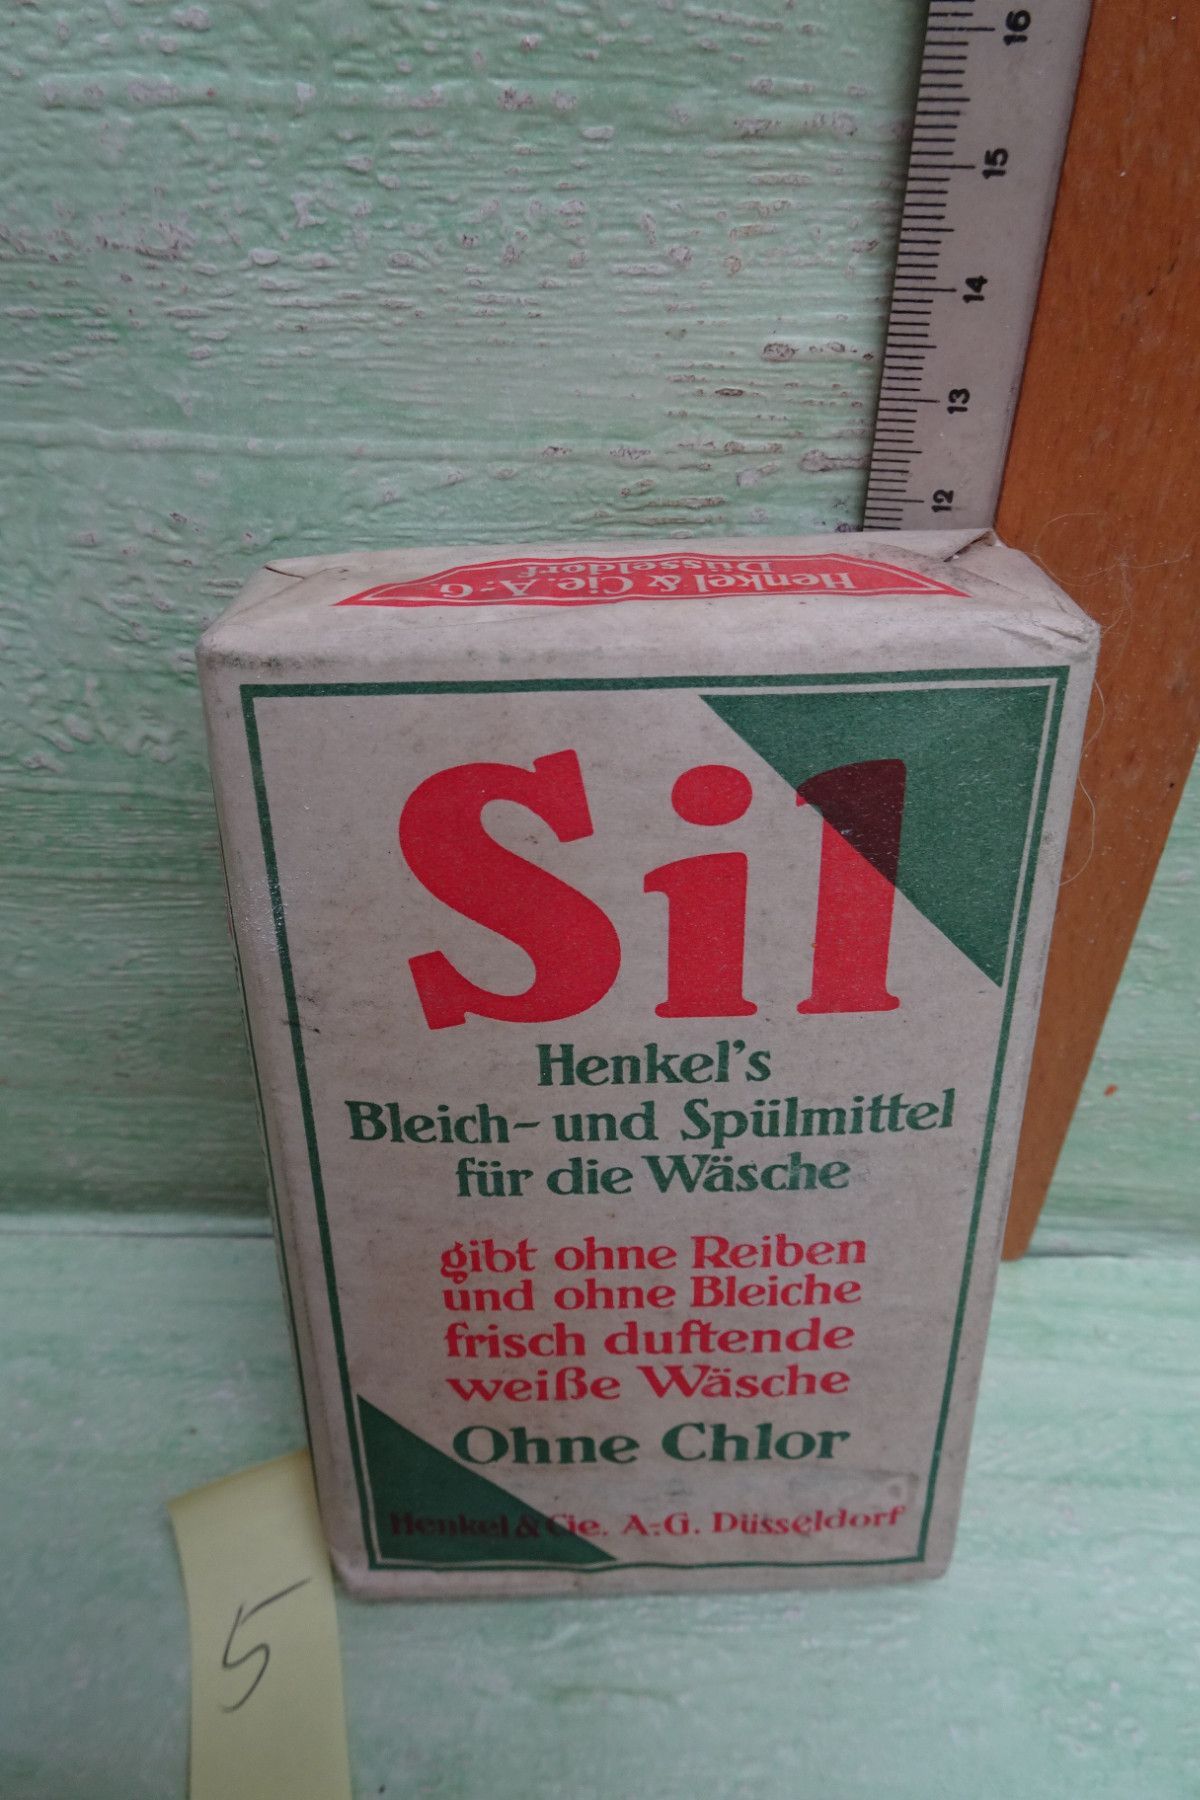 16
15
14
13
12
Henkel & Cie. A.-G.
Düsseldorf
Sil
Henkel's
Bleich- und Spülmittel
für die Wäsche
gibt ohne Reiben
und ohne Bleiche
frisch duftende
weiße Wäsche
Ohne Chlor
Henkel & Cie. A.-G. Düsseldorf
5